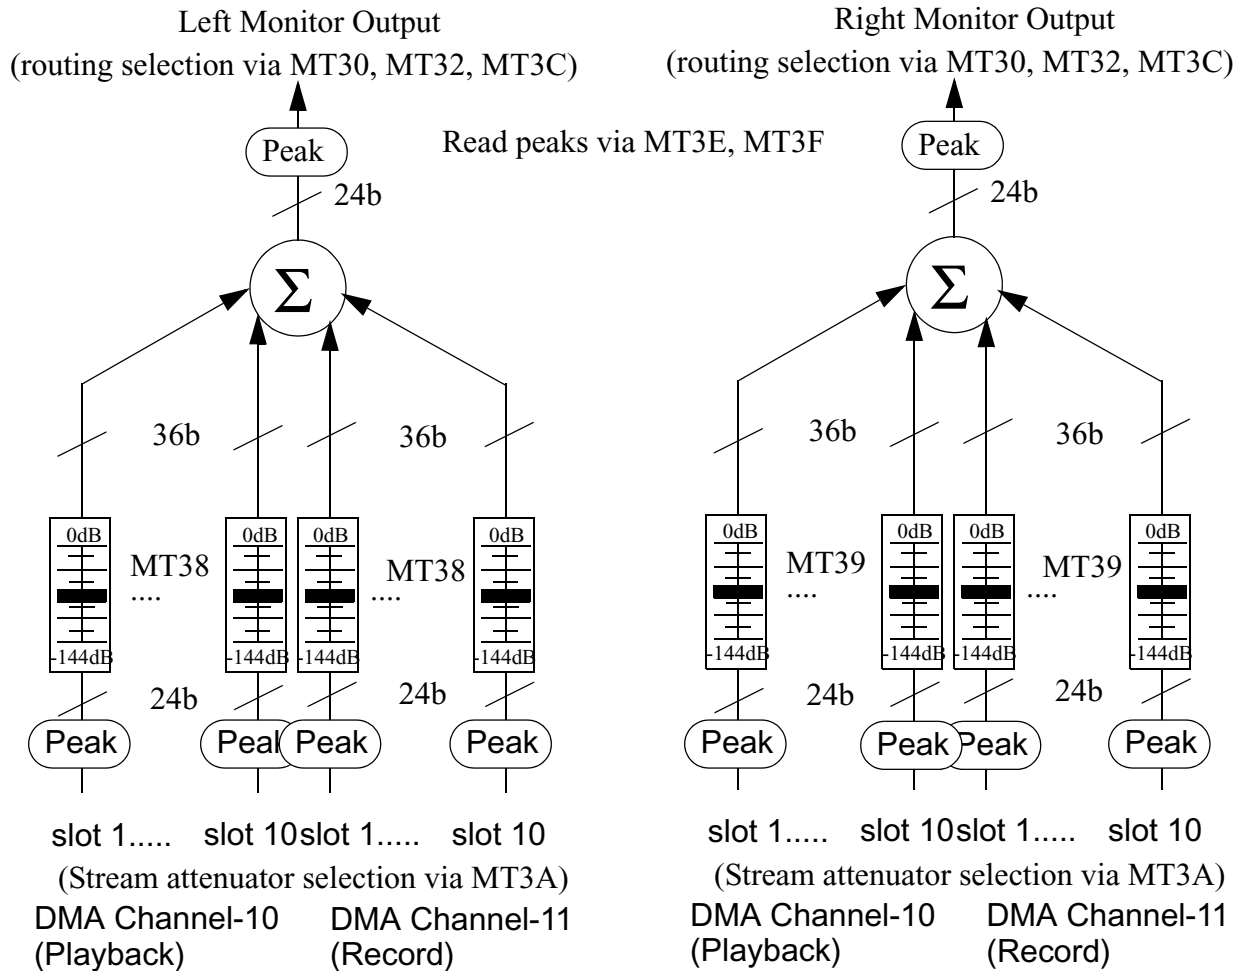 Left Monitor Output
(routing selection via MT30, MT32, MT3C)
Right Monitor Output
(routing selection via MT30, MT32, MT3C)
Peak
Read peaks via MT3E, MT3F
Peak
24b
24b
Σ
Σ
36b
36b
36b
36b
0dB
0dB
0dB
0dB
0dB
0dB
0dB
0dB
MT38
....
MT38
....
MT39
....
MT39
....
-144dB
-144dB
-144dB
-144dB
-144dB
-144dB
-144dB
-144dB
24b
24b
24b
24b
Peak
Peak
Peak
Peak
Peak
Peak
Peak
Peak
slot 1..... slot 10 slot 1..... slot 10
slot 1..... slot 10 slot 1..... slot 10
(Stream attenuator selection via MT3A)
(Stream attenuator selection via MT3A)
DMA Channel-10
(Playback)
DMA Channel-11
(Record)
DMA Channel-10
(Playback)
DMA Channel-11
(Record)